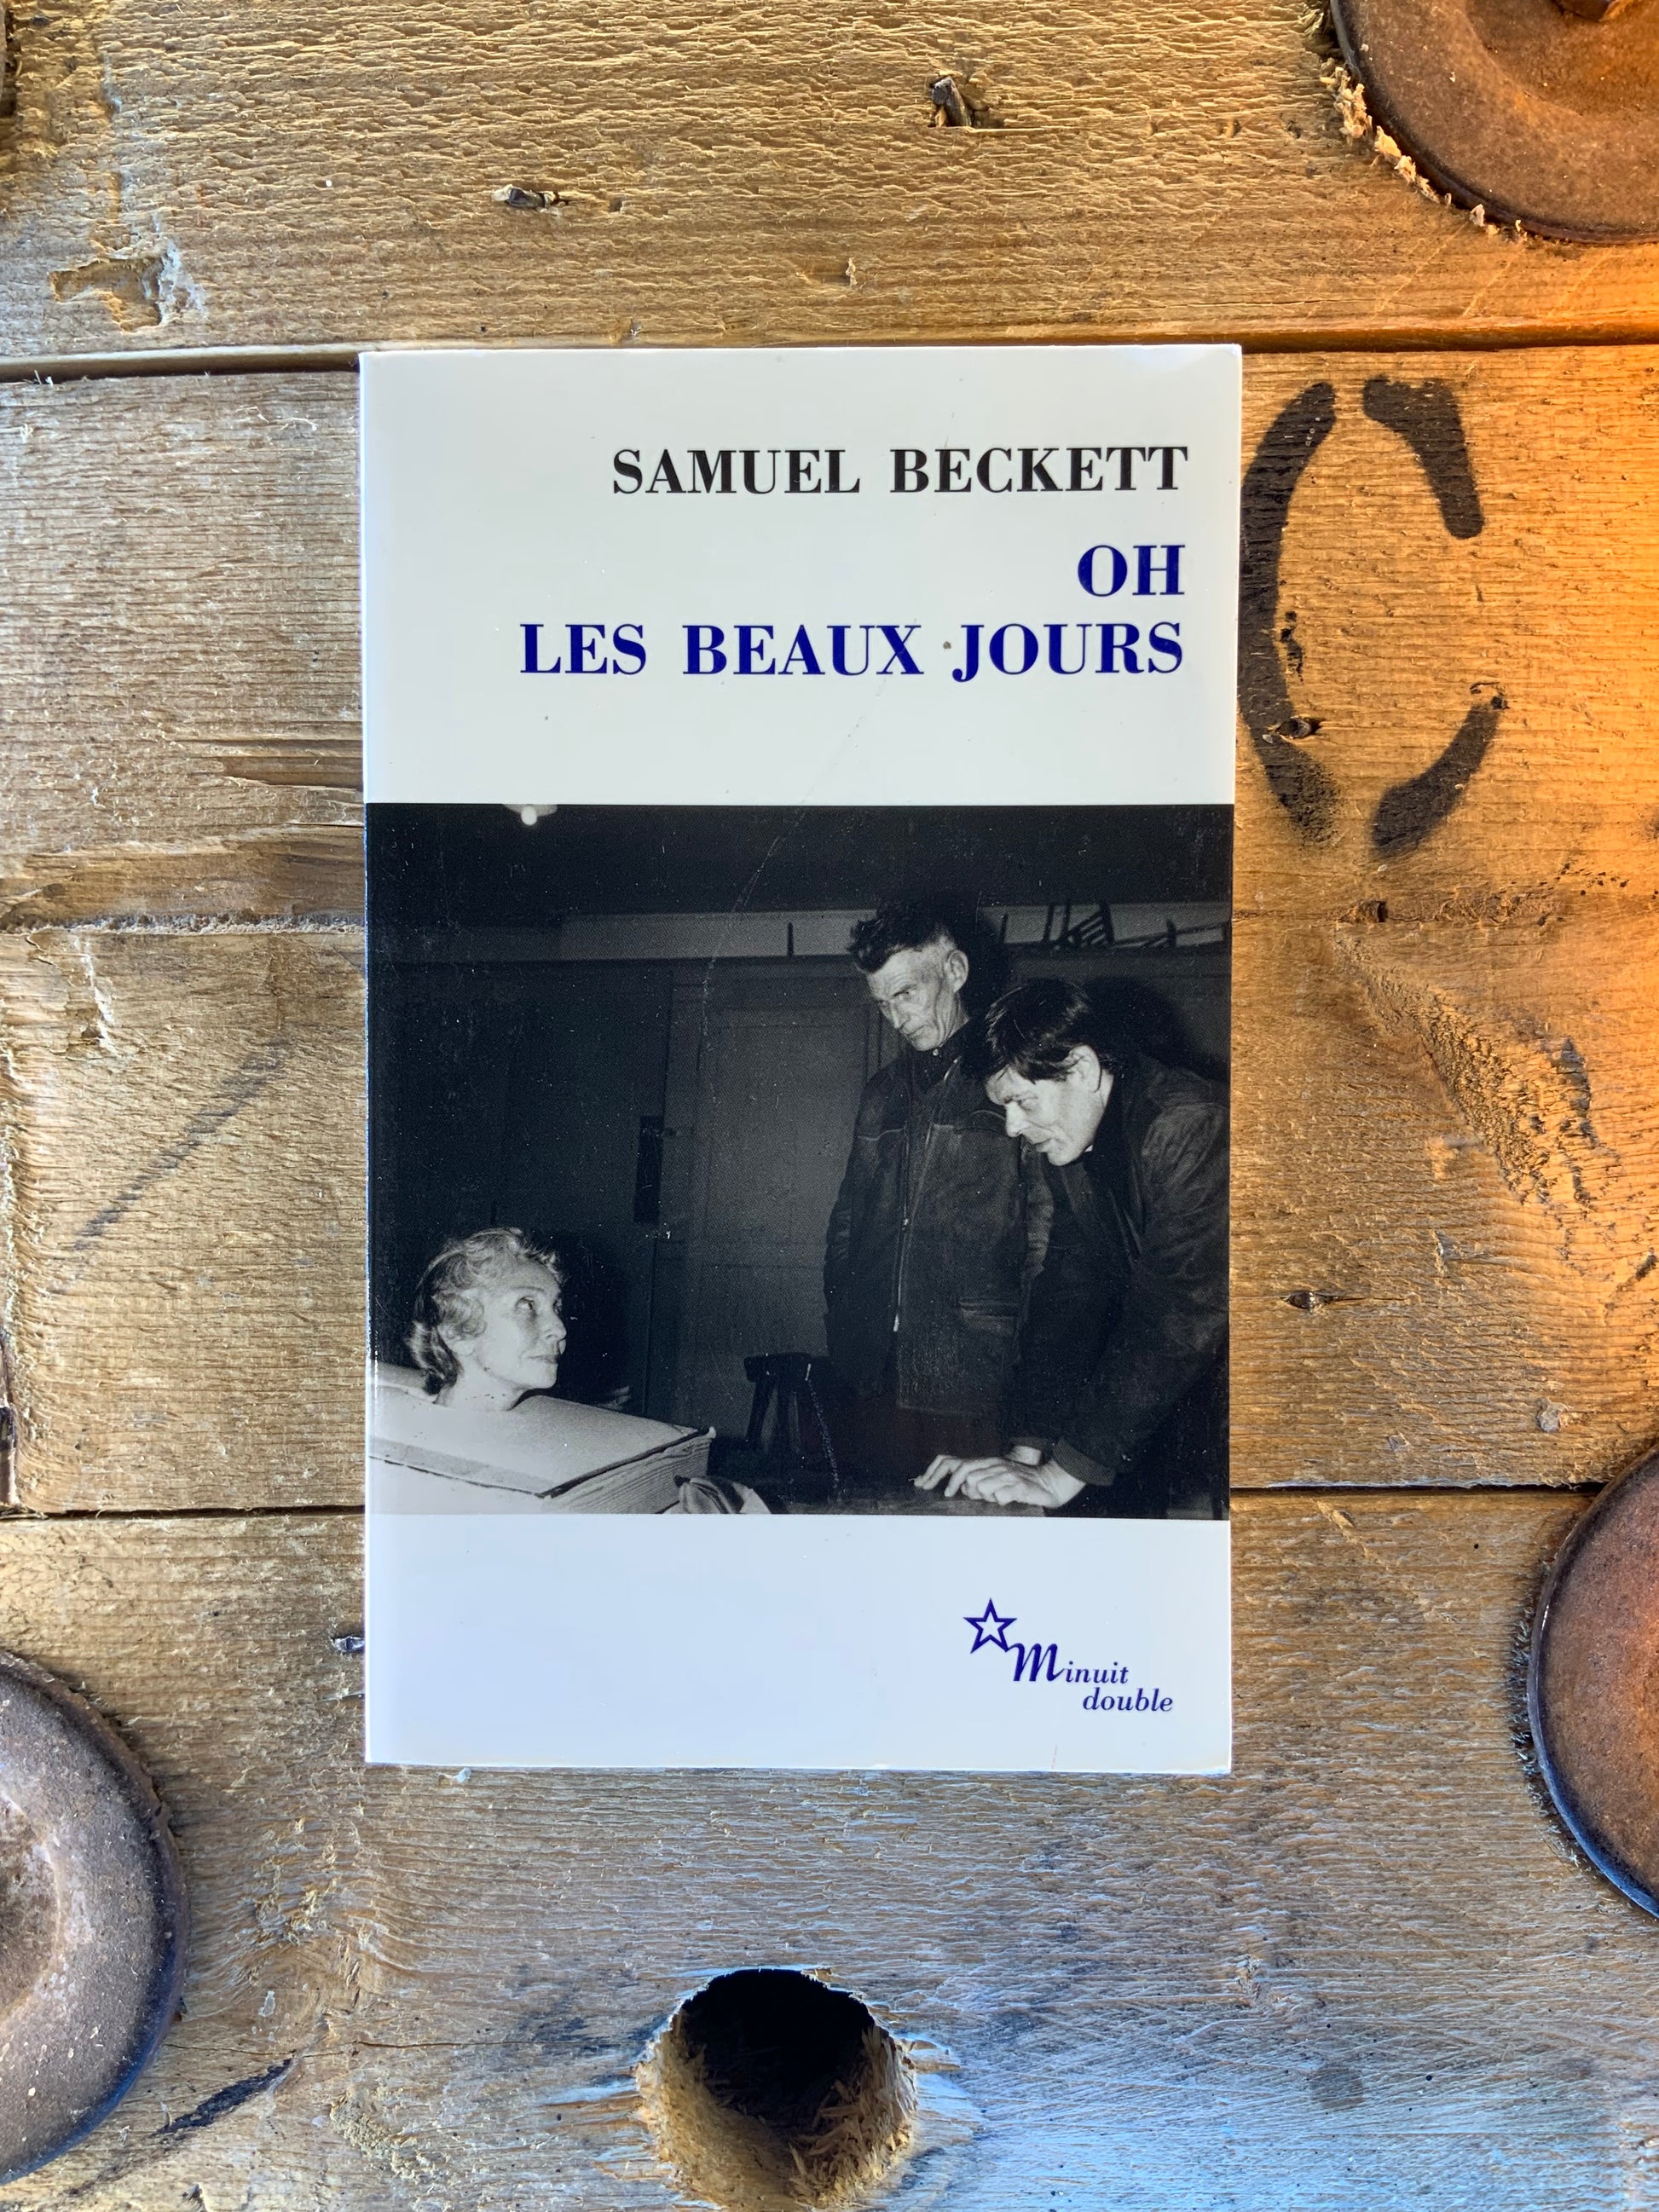 SAMUEL BECKETT
OH
LES BEAUX JOURS
Minuit
double
C